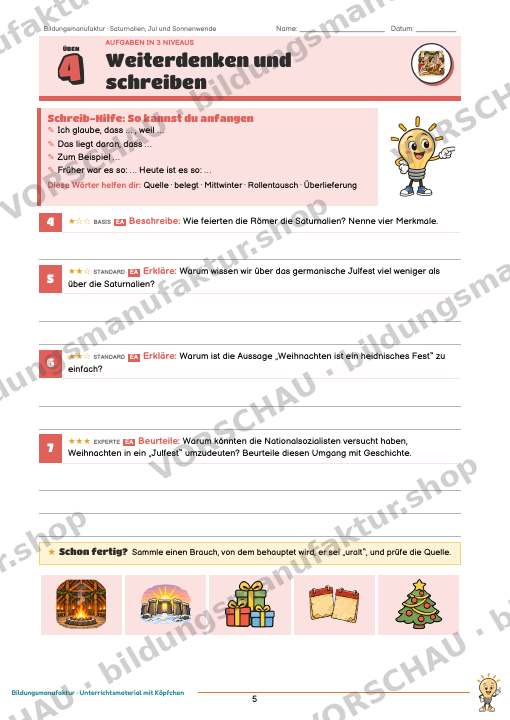 Bildungsmanufaktur · Saturnalien, Jul und Sonnenwende
Name: Datum:
ÜBEN
4
AUFGABEN IN 3 NIVEAUS
Weiterdenken und
schreiben
Schreib-Hilfe: So kannst du anfangen
✎ Ich glaube, dass …, weil …
✎ Das liegt daran, dass …
✎ Zum Beispiel …
✎ Früher war es so: … Heute ist es so: …
Diese Wörter helfen dir: Quelle · belegt · Mittwinter · Rollentausch · Überlieferung
4
★☆☆ BASIS EA Beschreibe: Wie feierten die Römer die Saturnalien? Nenne vier Merkmale.
5
★★☆ STANDARD EA Erkläre: Warum wissen wir über das germanische Julfest viel weniger als
über die Saturnalien?
6
★★☆ STANDARD EA Erkläre: Warum ist die Aussage „Weihnachten ist ein heidnisches Fest“ zu
einfach?
7
★★★ EXPERTE EA Beurteile: Warum könnten die Nationalsozialisten versucht haben,
Weihnachten in ein „Julfest“ umzudeuten? Beurteile diesen Umgang mit Geschichte.
★ Schon fertig? Sammle einen Brauch, von dem behauptet wird, er sei „uralt“, und prüfe die Quelle.
Bildungsmanufaktur · Unterrichtsmaterial mit Köpfchen
5
VORSCHAU · bildungsmanufaktur.shop